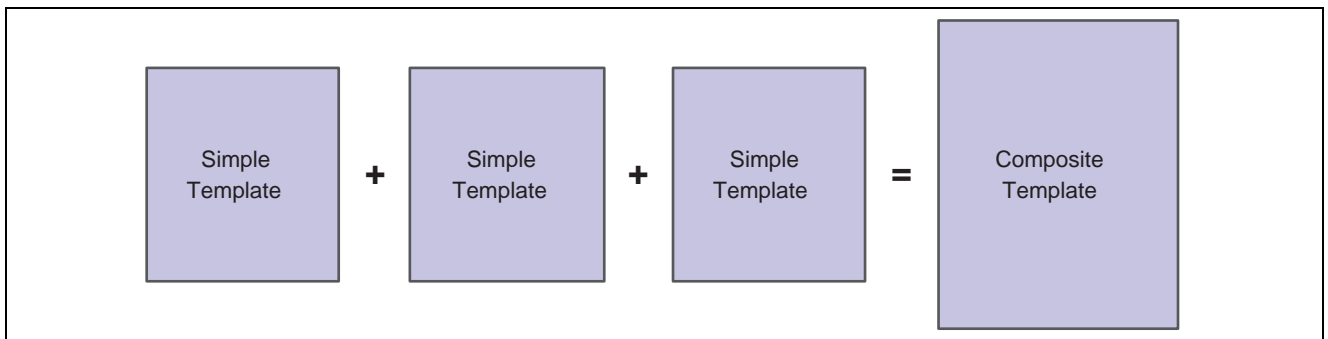 Simple
Template
+
Simple
Template
+
Simple
Template
=
Composite
Template